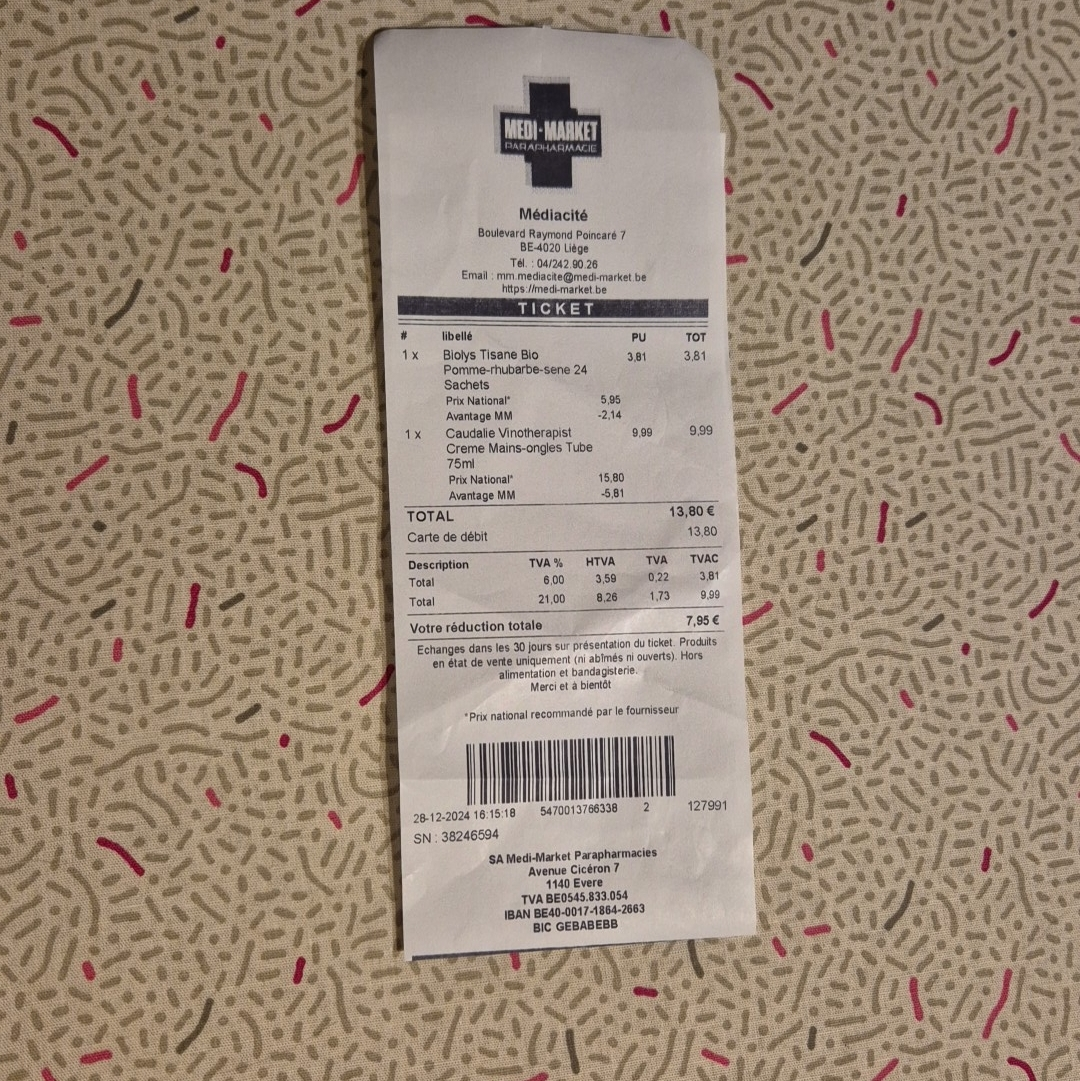 MEDI-MARKET
PARAPHARMACIE
Médiacité
Boulevard Raymond Poincaré 7
BE-4020 Liège
Tél. : 04/242.90.26
Email : mm.mediacite@medi-market.be
https://medi-market.be
TICKET
# libellé PU TOT
1 x Biolys Tisane Bio 3,81 3,81
Pomme-rhubarbe-sene 24
Sachets
Prix National* 5,95
Avantage MM -2,14
1 x Caudalie Vinotherapist 9,99 9,99
Creme Mains-ongles Tube
75ml
Prix National* 15,80
Avantage MM -5,81
TOTAL 13,80 €
Carte de débit 13,80
Description TVA % HTVA TVA TVAC
Total 6,00 3,59 0,22 3,81
Total 21,00 8,26 1,73 9,99
Votre réduction totale 7,95 €
Echanges dans les 30 jours sur présentation du ticket. Produits
en état de vente uniquement (ni abîmés ni ouverts). Hors
alimentation et bandagisterie.
Merci et à bientôt
*Prix national recommandé par le fournisseur
28-12-2024 16:15:18 5470013766338 2 127991
SN : 38246594
SA Medi-Market Parapharmacies
Avenue Cicéron 7
1140 Evere
TVA BE0545.833.054
IBAN BE40-0017-1864-2663
BIC GEBABEBB